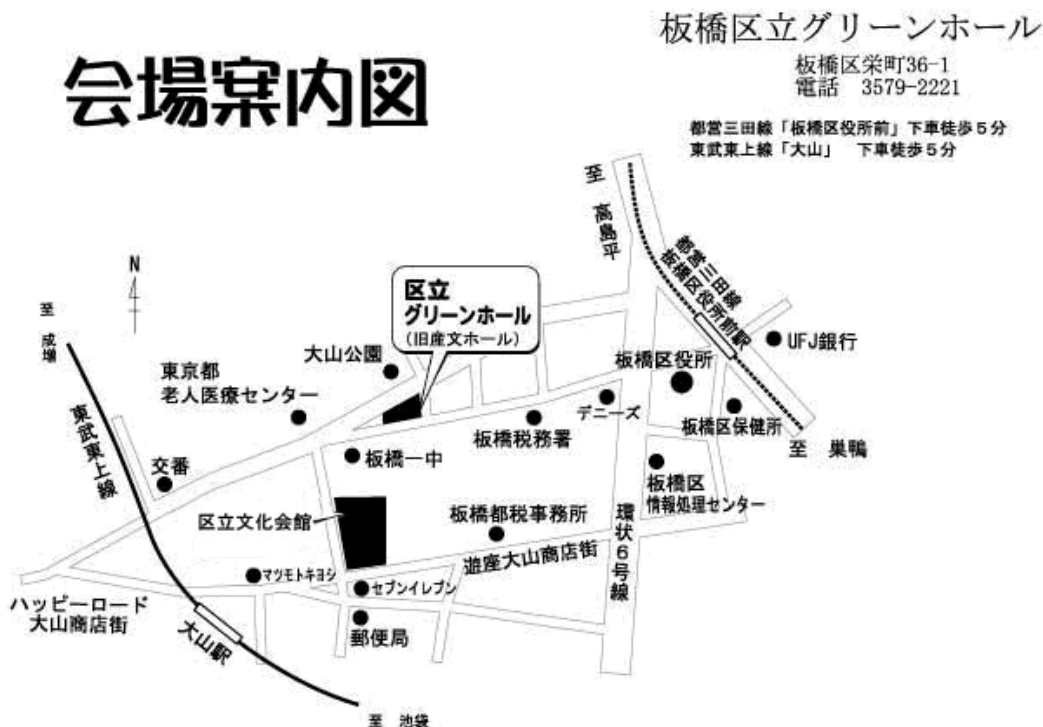 会場案内図
板橋区立グリーンホール
板橋区栄町36-1
電話　3579-2221
都営三田線「板橋区役所前」下車徒歩5分
東武東上線「大山」　下車徒歩5分
至　高島平
都営三田線
板橋区役所前駅
N
区立
グリーンホール
(旧産文ホール)
至　成増
UFJ銀行
大山公園
板橋区役所
東京都
老人医療センター
デニーズ
東武東上線
板橋税務署
板橋区保健所
至　巣鴨
板橋一中
交番
板橋区
情報処理センター
区立文化会館
板橋都税事務所
環状6号線
遊座大山商店街
マツモトキヨシ
セブンイレブン
ハッピーロード
大山商店街
大山駅
郵便局
至　池袋